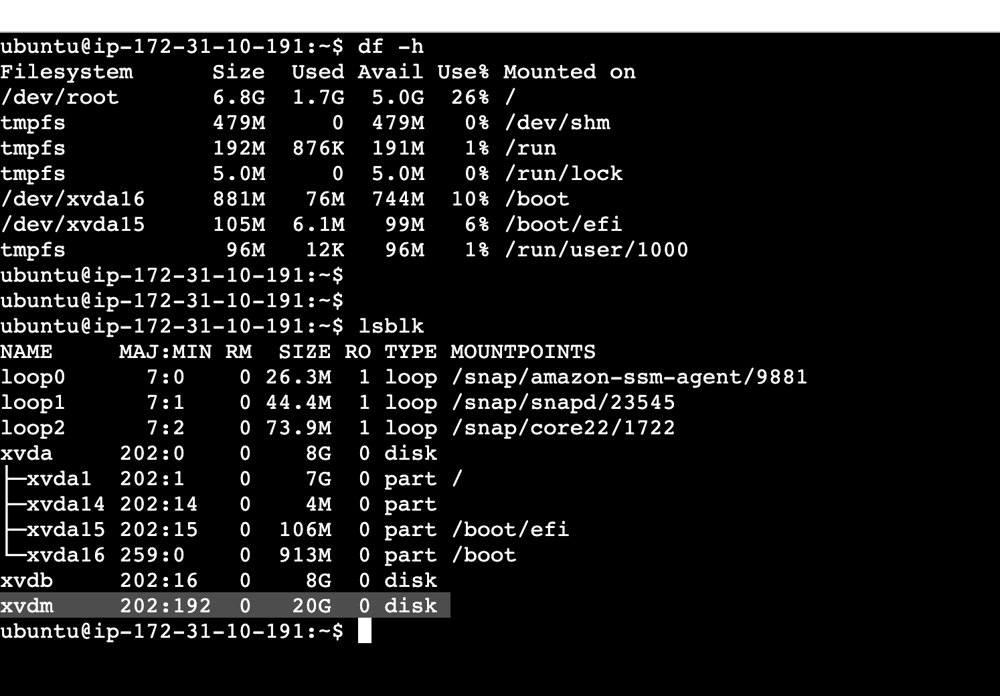 ubuntu@ip-172-31-10-191:~$ df -h
Filesystem      Size  Used Avail Use% Mounted on
/dev/root       6.8G  1.7G  5.0G  26% /
tmpfs           479M     0  479M   0% /dev/shm
tmpfs           192M  876K  191M   1% /run
tmpfs           5.0M     0  5.0M   0% /run/lock
/dev/xvda16     881M   76M  744M  10% /boot
/dev/xvda15     105M  6.1M   99M   6% /boot/efi
tmpfs            96M   12K   96M   1% /run/user/1000
ubuntu@ip-172-31-10-191:~$
ubuntu@ip-172-31-10-191:~$
ubuntu@ip-172-31-10-191:~$ lsblk
NAME     MAJ:MIN RM   SIZE RO TYPE MOUNTPOINTS
loop0      7:0    0 26.3M  1 loop /snap/amazon-ssm-agent/9881
loop1      7:1    0 44.4M  1 loop /snap/snapd/23545
loop2      7:2    0 73.9M  1 loop /snap/core22/1722
xvda     202:0    0    8G  0 disk
├─xvda1  202:1    0    7G  0 part /
├─xvda14 202:14   0    4M  0 part
├─xvda15 202:15   0  106M  0 part /boot/efi
└─xvda16 259:0    0  913M  0 part /boot
xvdb     202:16   0    8G  0 disk
xvdm     202:192  0   20G  0 disk
ubuntu@ip-172-31-10-191:~$